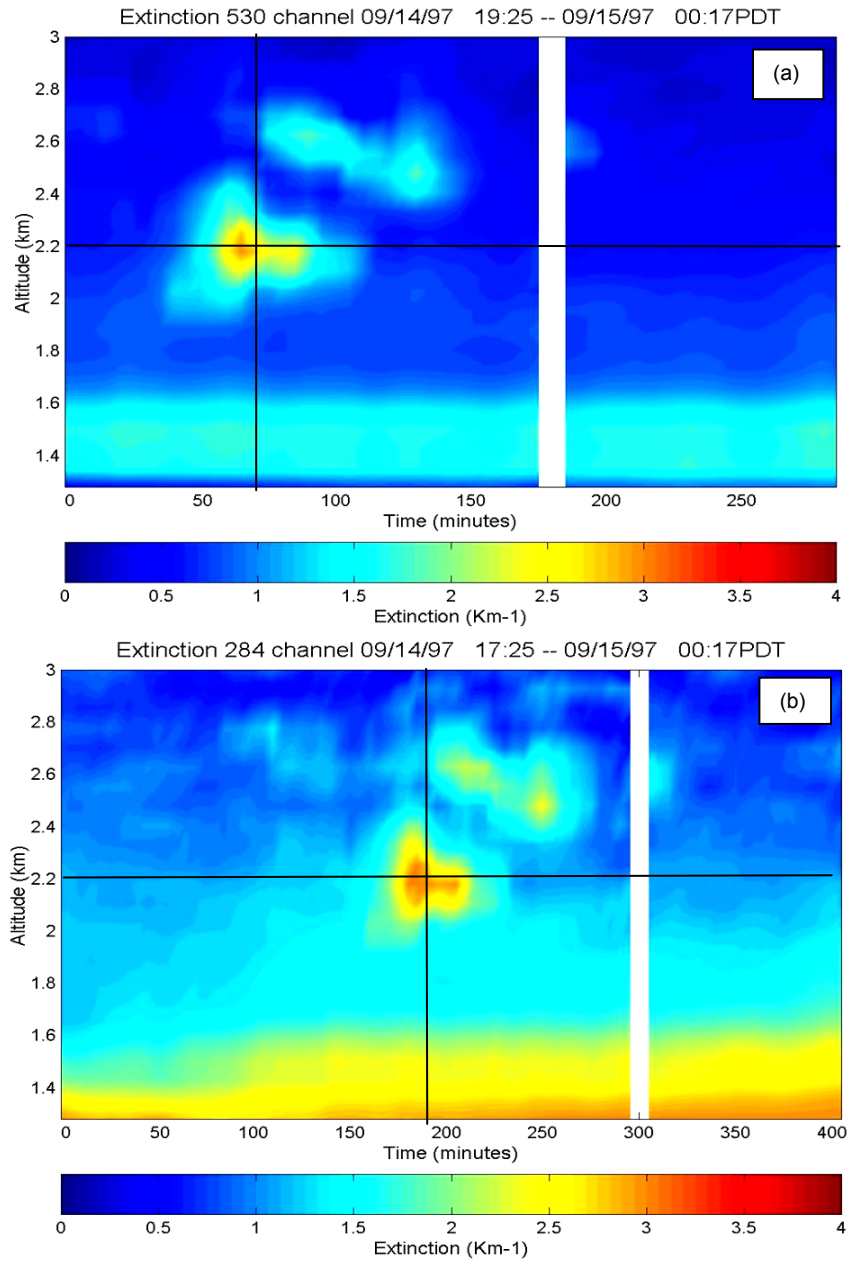 Extinction 530 channel 09/14/97 19:25 -- 09/15/97 00:17PDT
(a)
3
2.8
2.6
2.4
2.2
2
1.8
1.6
1.4
Altitude (km)
0 50 100 150 200 250
Time (minutes)
0 0.5 1 1.5 2 2.5 3 3.5 4
Extinction (Km-1)
Extinction 284 channel 09/14/97 17:25 -- 09/15/97 00:17PDT
(b)
3
2.8
2.6
2.4
2.2
2
1.8
1.6
1.4
Altitude (km)
0 50 100 150 200 250 300 350 400
Time (minutes)
0 0.5 1 1.5 2 2.5 3 3.5 4
Extinction (Km-1)